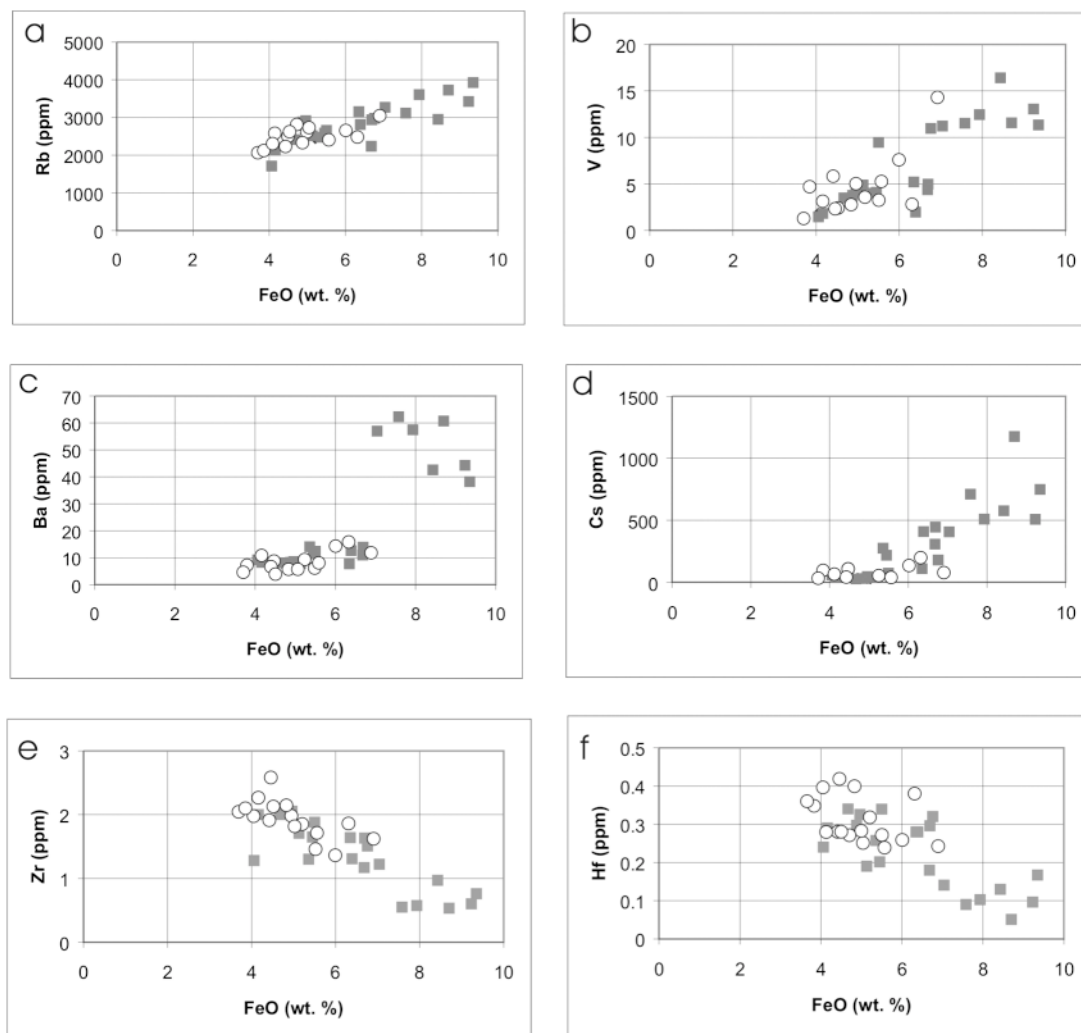 a
5000
4000
3000
2000
1000
0
Rb (ppm)
0 2 4 6 8 10
FeO (wt. %)
b
20
15
10
5
0
V (ppm)
0 2 4 6 8 10
FeO (wt. %)
c
70
60
50
40
30
20
10
0
Ba (ppm)
0 2 4 6 8 10
FeO (wt. %)
d
1500
1000
500
0
Cs (ppm)
0 2 4 6 8 10
FeO (wt. %)
e
3
2
1
0
Zr (ppm)
0 2 4 6 8 10
FeO (wt. %)
f
0.5
0.4
0.3
0.2
0.1
0
Hf (ppm)
0 2 4 6 8 10
FeO (wt. %)